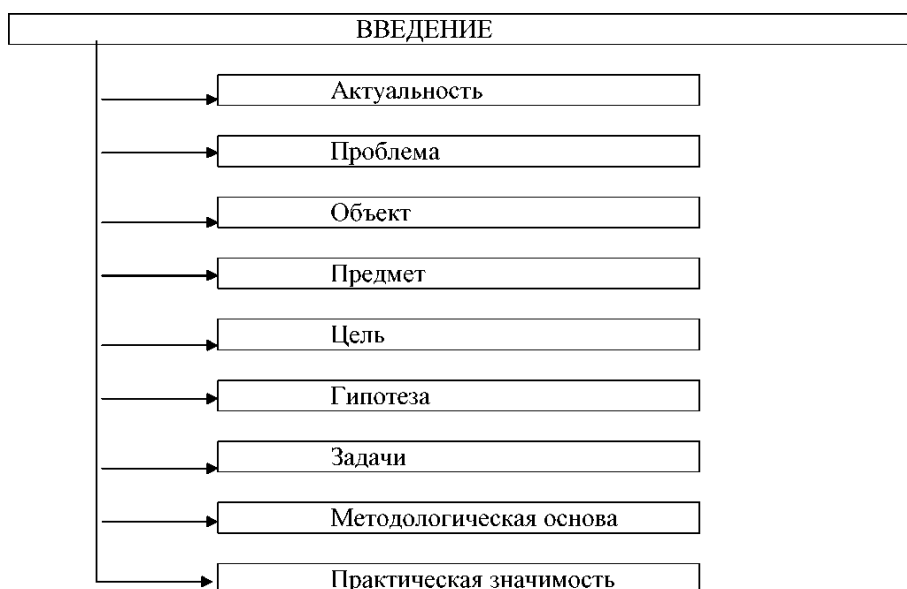 ВВЕДЕНИЕ
Актуальность
Проблема
Объект
Предмет
Цель
Гипотеза
Задачи
Методологическая основа
Практическая значимость